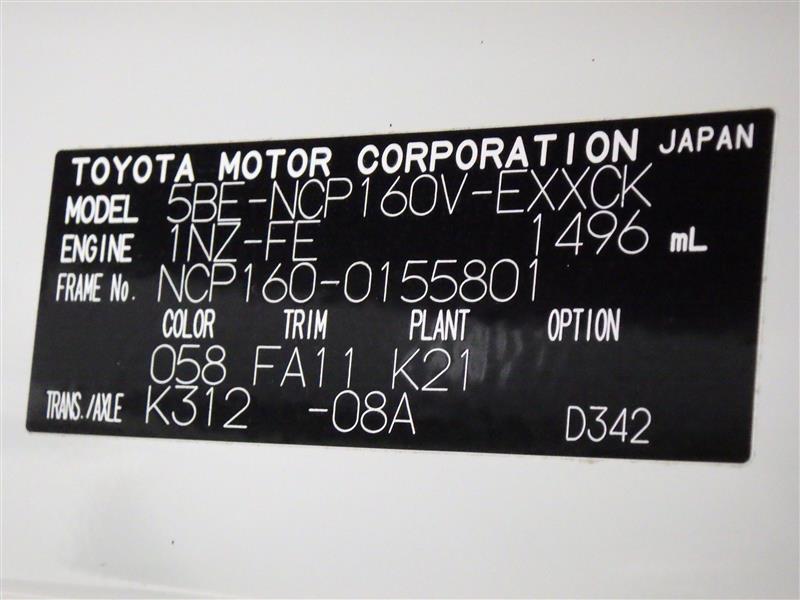 TOYOTA MOTOR CORPORATION JAPAN
MODEL 5BE-NCP160V-EXXCK
ENGINE 1NZ-FE 1496 mL
FRAME No. NCP160-0155801
COLOR TRIM PLANT OPTION
058 FA11 K21
TRANS./AXLE K312 -08A D342